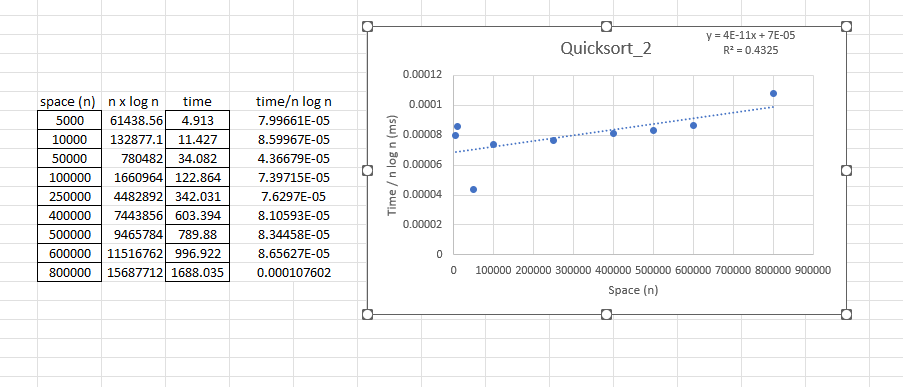 space (n) n x log n time time/n log n
5000 61438.56 4.913 7.99661E-05
10000 132877.1 11.427 8.59967E-05
50000 780482 34.082 4.36679E-05
100000 1660964 122.864 7.39715E-05
250000 4482892 342.031 7.6297E-05
400000 7443856 603.394 8.10593E-05
500000 9465784 789.88 8.34458E-05
600000 11516762 996.922 8.65627E-05
800000 15687712 1688.035 0.000107602
Quicksort_2
y = 4E-11x + 7E-05
R² = 0.4325
Time / n log n (ms)
0.00012
0.0001
0.00008
0.00006
0.00004
0.00002
0
0 100000 200000 300000 400000 500000 600000 700000 800000 900000
Space (n)